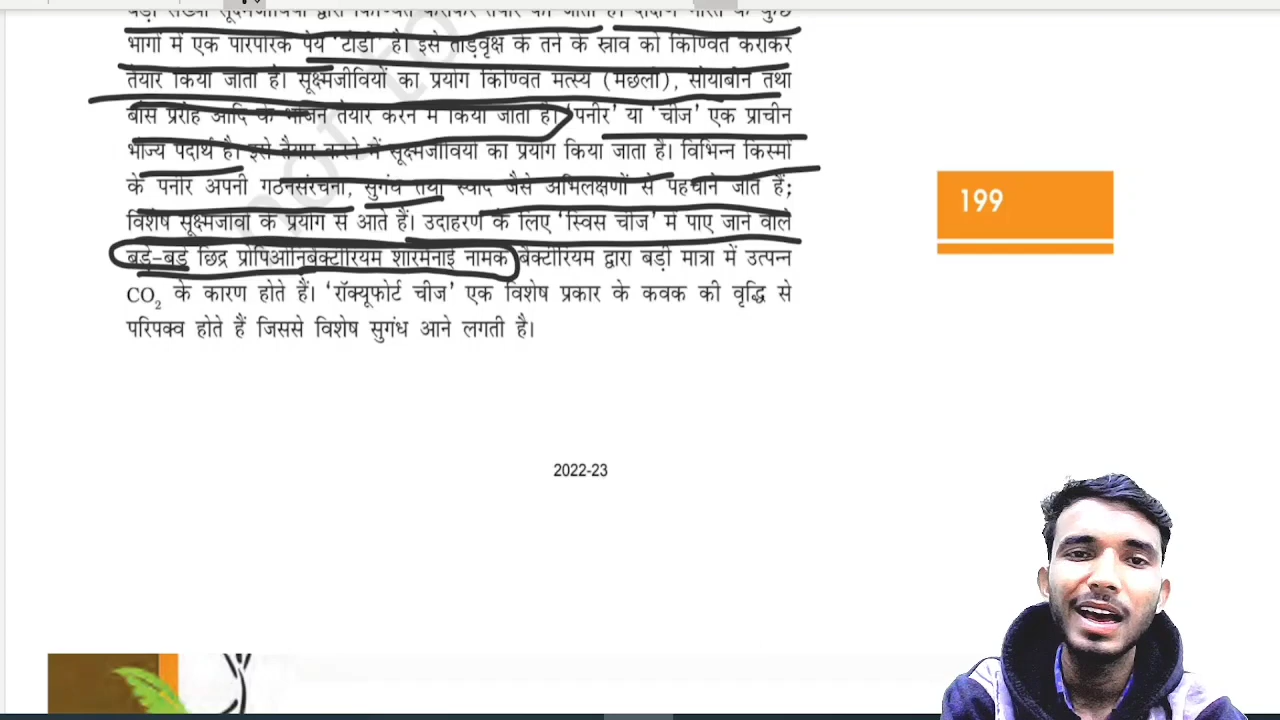 भागों में एक पारंपरिक पेय ‘टोडी’ है। इसे ताड़वृक्ष के तने के स्राव को किण्वित कराकर
तैयार किया जाता है। सूक्ष्मजीवियों का प्रयोग किण्वित मत्स्य (मछली), सोयाबीन तथा
बाँस प्ररोह आदि के भोजन तैयार करने में किया जाता है। ‘पनीर’ या ‘चीज’ एक प्राचीन
भोज्य पदार्थ है। इसे तैयार करने में सूक्ष्मजीवियों का प्रयोग किया जाता है। विभिन्न किस्मों
के पनीर अपनी गठनसंरचना, सुगंध तथा स्वाद जैसे अभिलक्षणों से पहचाने जाते हैं;
विशेष सूक्ष्मजीवों के प्रयोग से आते हैं। उदाहरण के लिए ‘स्विस चीज’ में पाए जाने वाले
बड़े-बड़े छिद्र प्रोपिओनिबैक्टीरियम शारमैनाई नामक बैक्टीरियम द्वारा बड़ी मात्रा में उत्पन्न
CO2 के कारण होते हैं। ‘रॉक्यूफोर्ट चीज’ एक विशेष प्रकार के कवक की वृद्धि से
परिपक्व होते हैं जिससे विशेष सुगंध आने लगती है।
199
2022-23